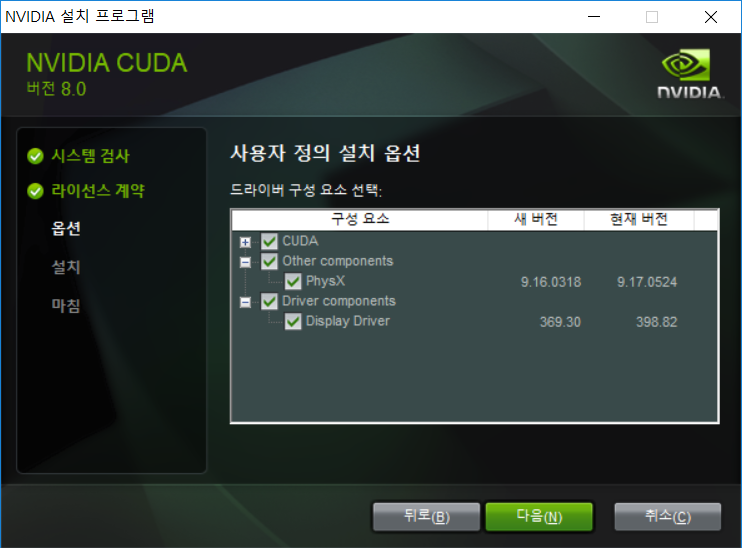 NVIDIA 설치 프로그램
NVIDIA CUDA
버전 8.0
NVIDIA.
시스템 검사
라이선스 계약
옵션
설치
마침
사용자 정의 설치 옵션
드라이버 구성 요소 선택:
구성 요소 새 버전 현재 버전
CUDA
Other components
PhysX 9.16.0318 9.17.0524
Driver components
Display Driver 369.30 398.82
뒤로(B) 다음(N) 취소(C)